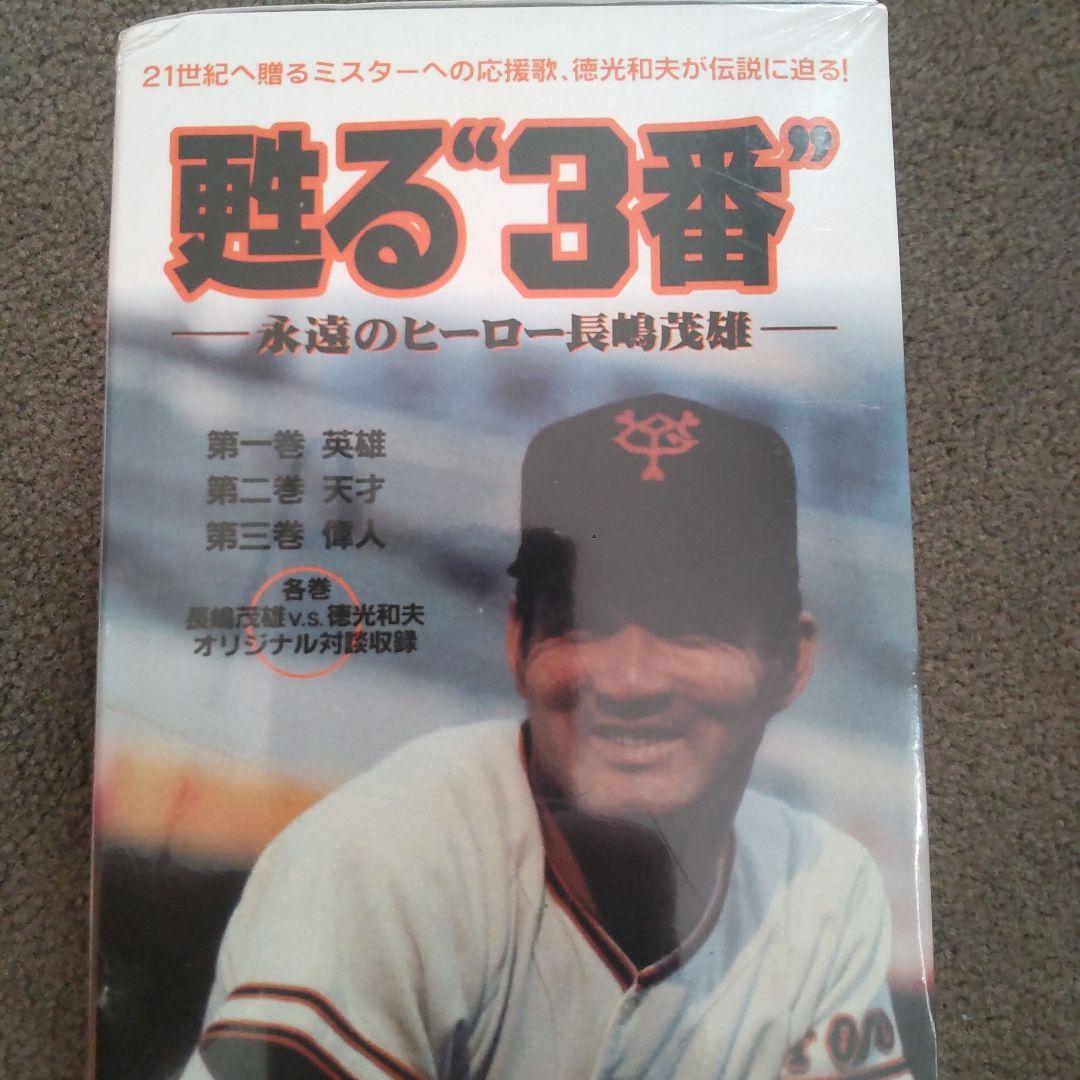 21世紀へ贈るミスターへの応援歌、徳光和夫が伝説に迫る!
甦る“3番”
永遠のヒーロー長嶋茂雄
第一巻 英雄
第二巻 天才
第三巻 偉人
各巻
長嶋茂雄v.s.徳光和夫
オリジナル対談収録
YG